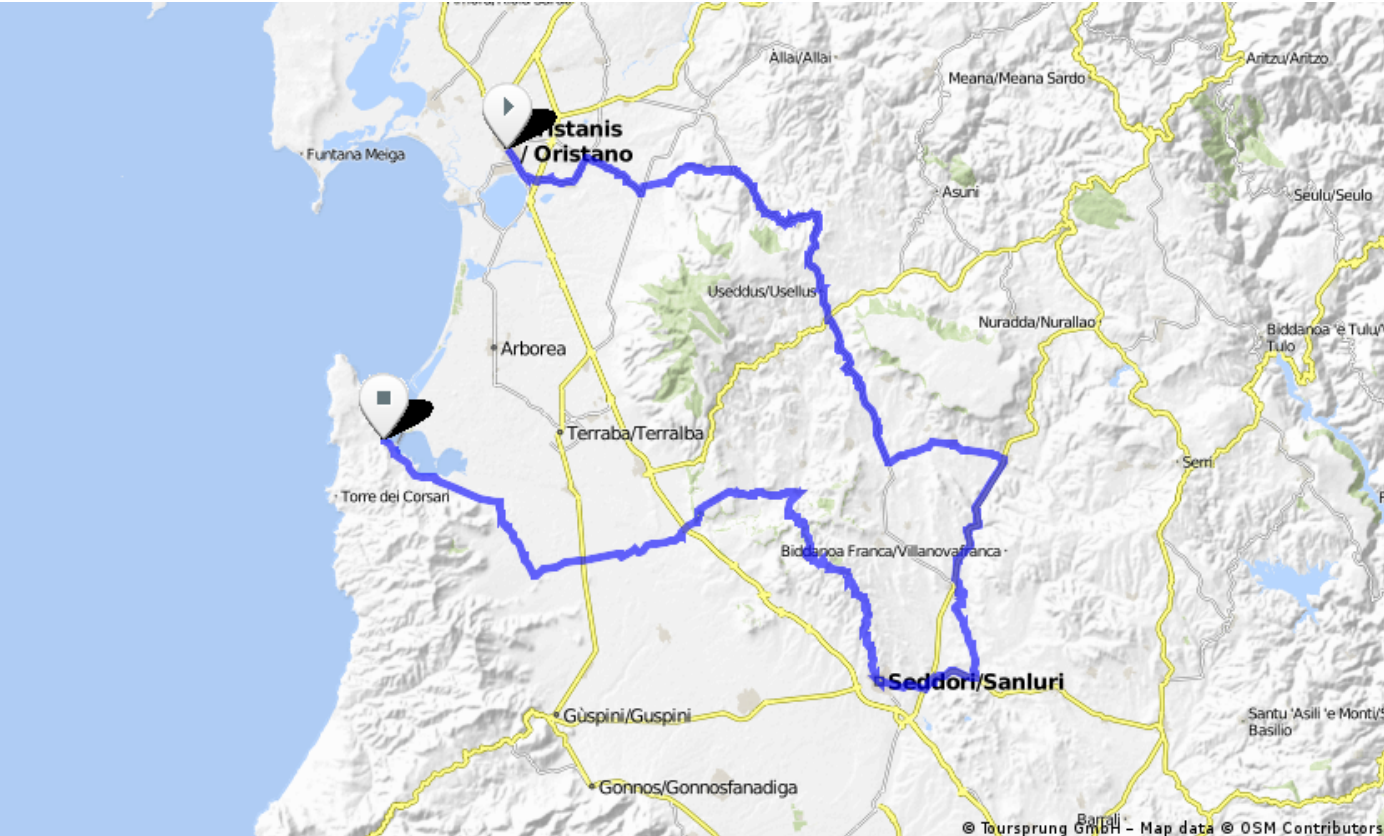 Àllai/Allai
Aritzu/Aritzo
Meana/Meana Sardo
ristanis
/ Oristano
Funtana Meiga
Asuni
Seulu/Seulo
Useddus/Usellus
Nuradda/Nurallao
Biddanoa 'e Tulu/V
Tulo
Arborea
Terraba/Terralba
Serri
Torre dei Corsari
Biddanoa Franca/Villanovafranca
Seddori/Sanluri
Gùspini/Guspini
Santu 'Asili 'e Monti/S
Basilio
Gonnos/Gonnosfanadiga
Barrali
© Toursprung GmbH – Map data © OSM Contributors